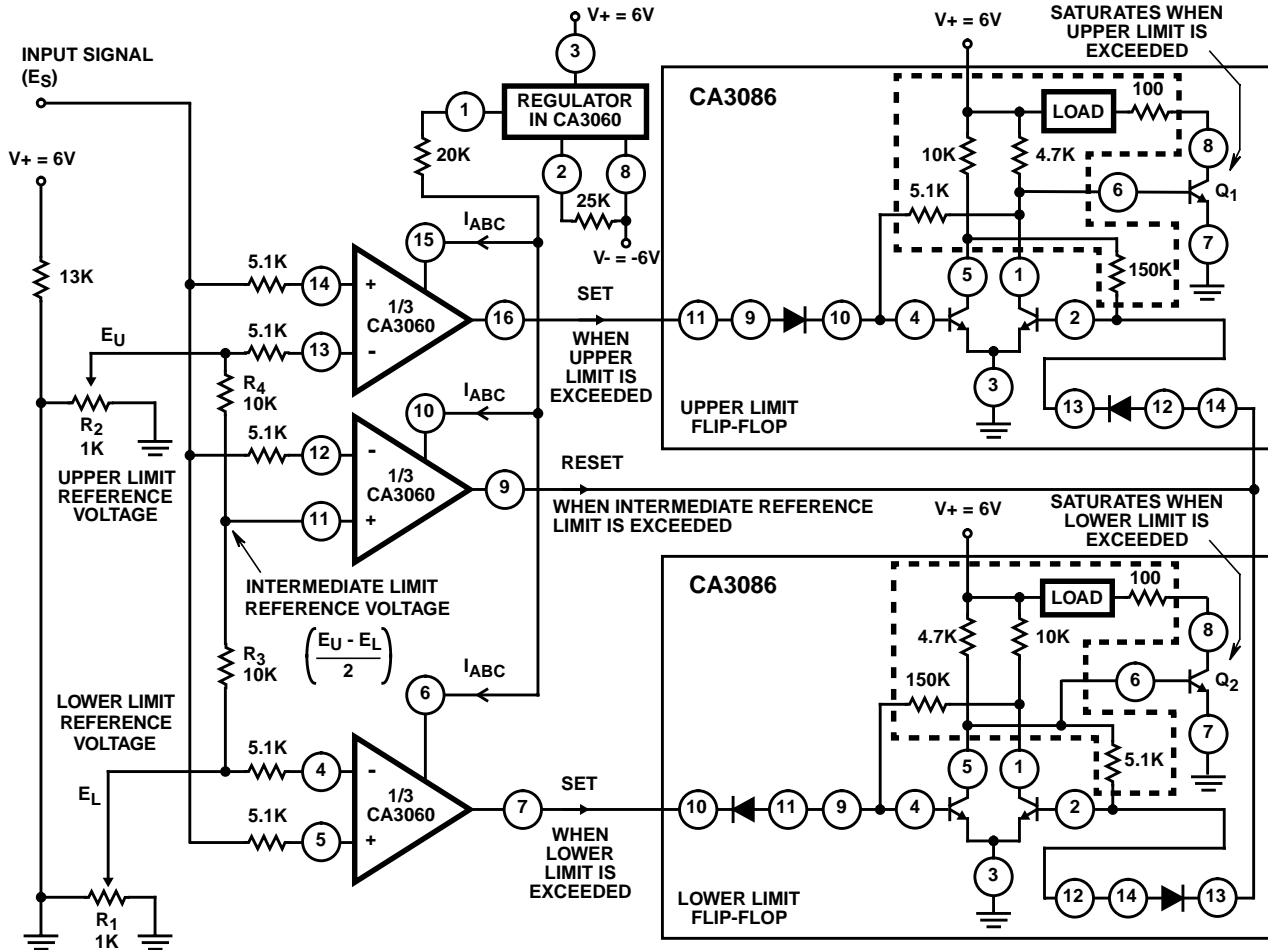 INPUT SIGNAL
(ES)
V+ = 6V
13K
EU
R2
1K
UPPER LIMIT
REFERENCE
VOLTAGE
LOWER LIMIT
REFERENCE
VOLTAGE
EL
R1
1K
V+ = 6V
3
REGULATOR
IN CA3060
1
20K
2
8
25K
V- = -6V
IABC
15
5.1K
14
+
1/3
CA3060
16
5.1K
13
-
SET
WHEN
UPPER
LIMIT IS
EXCEEDED
R4
10K
IABC
10
5.1K
12
-
1/3
CA3060
9
11
+
RESET
WHEN INTERMEDIATE REFERENCE
LIMIT IS EXCEEDED
INTERMEDIATE LIMIT
REFERENCE VOLTAGE
(EU - EL
2)
R3
10K
IABC
6
5.1K
4
-
1/3
CA3060
7
5.1K
5
+
SET
WHEN
LOWER
LIMIT IS
EXCEEDED
CA3086
V+ = 6V
SATURATES WHEN
UPPER LIMIT IS
EXCEEDED
LOAD
100
8
10K
4.7K
6
Q1
5.1K
7
5
1
150K
11
9
10
4
2
3
13
12
14
UPPER LIMIT
FLIP-FLOP
CA3086
V+ = 6V
SATURATES WHEN
LOWER LIMIT IS
EXCEEDED
LOAD
100
8
4.7K
10K
6
Q2
150K
7
5
1
5.1K
10
11
9
4
2
3
12
14
13
LOWER LIMIT
FLIP-FLOP